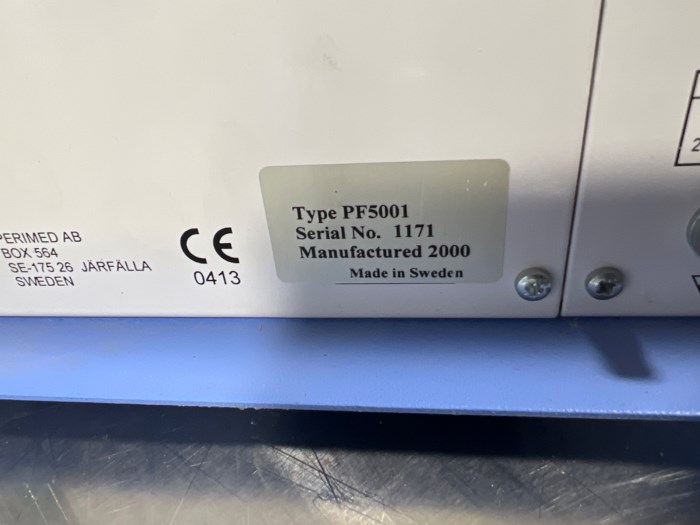 PERIMED AB
BOX 564
SE-175 26 JÄRFÄLLA
SWEDEN
CE
0413
Type PF5001
Serial No. 1171
Manufactured 2000
Made in Sweden
2